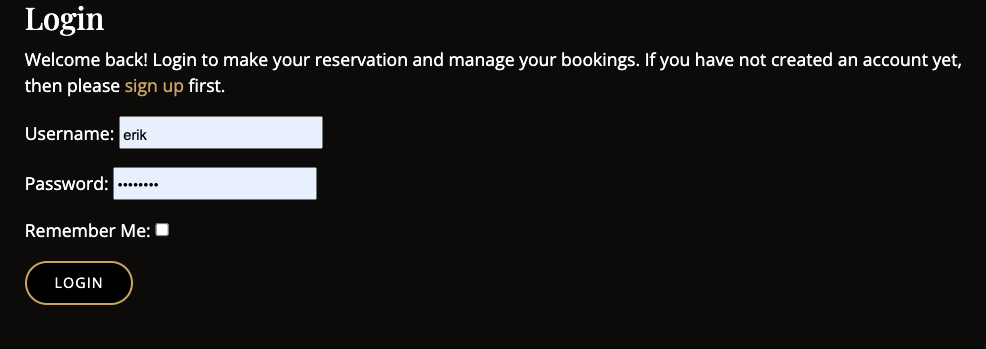 Login
Welcome back! Login to make your reservation and manage your bookings. If you have not created an account yet,
then please sign up first.
Username: erik
Password: ••••••••
Remember Me:
LOGIN